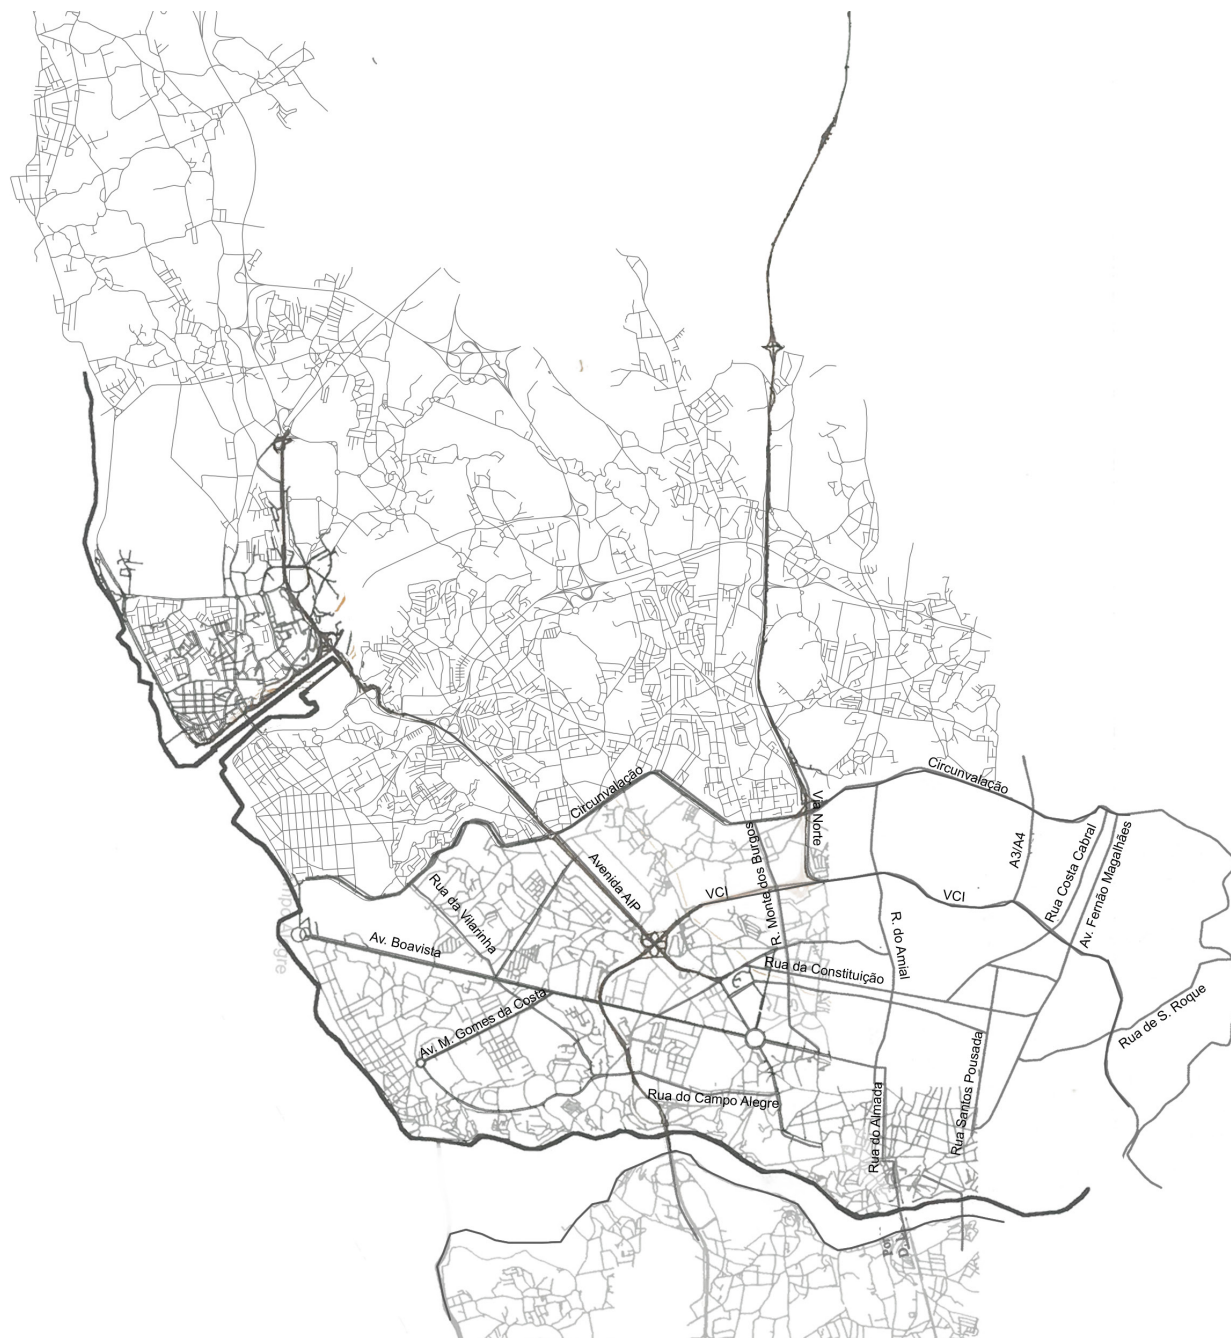 Circunvalação
Circunvalação
Via Norte
A3/A4
Rua Costa Cabral
Av. Fernão Magalhães
R. Monte dos Burgos
Avenida AIP
Rua da Vilarinha
VCI
VCI
Av. Boavista
R. do Amial
Rua da Constituição
Av. M. Gomes da Costa
Rua de S. Roque
Rua Santos Pousada
Rua do Campo Alegre
Rua do Almada